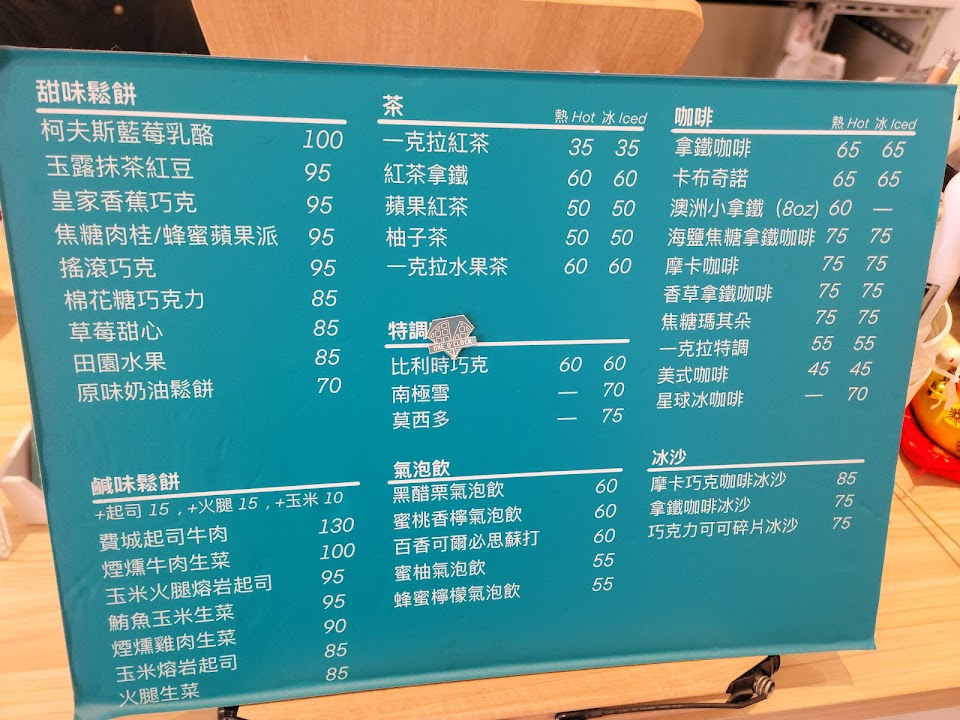 甜味鬆餅
柯夫斯藍莓乳酪 100
玉露抹茶紅豆 95
皇家香蕉巧克 95
焦糖肉桂/蜂蜜蘋果派 95
搖滾巧克 95
棉花糖巧克力 85
草莓甜心 85
田園水果 85
原味奶油鬆餅 70
鹹味鬆餅
+起司 15 , +火腿 15 , +玉米 10
費城起司牛肉 130
煙燻牛肉生菜 100
玉米火腿熔岩起司 95
鮪魚玉米生菜 95
煙燻雞肉生菜 90
玉米熔岩起司 85
火腿生菜 85
茶 熱 Hot 冰 Iced
一克拉紅茶 35 35
紅茶拿鐵 60 60
蘋果紅茶 50 50
柚子茶 50 50
一克拉水果茶 60 60
特調
ONE O'CLOCK
比利時巧克 60 60
南極雪 — 70
莫西多 — 75
氣泡飲
黑醋栗氣泡飲 60
蜜桃香檸氣泡飲 60
百香可爾必思蘇打 60
蜜柚氣泡飲 55
蜂蜜檸檬氣泡飲 55
咖啡 熱 Hot 冰 Iced
拿鐵咖啡 65 65
卡布奇諾 65 65
澳洲小拿鐵 (8oz) 60 —
海鹽焦糖拿鐵咖啡 75 75
摩卡咖啡 75 75
香草拿鐵咖啡 75 75
焦糖瑪其朵 75 75
一克拉特調 55 55
美式咖啡 45 45
星球冰咖啡 — 70
冰沙
摩卡巧克咖啡冰沙 85
拿鐵咖啡冰沙 75
巧克力可可碎片冰沙 75